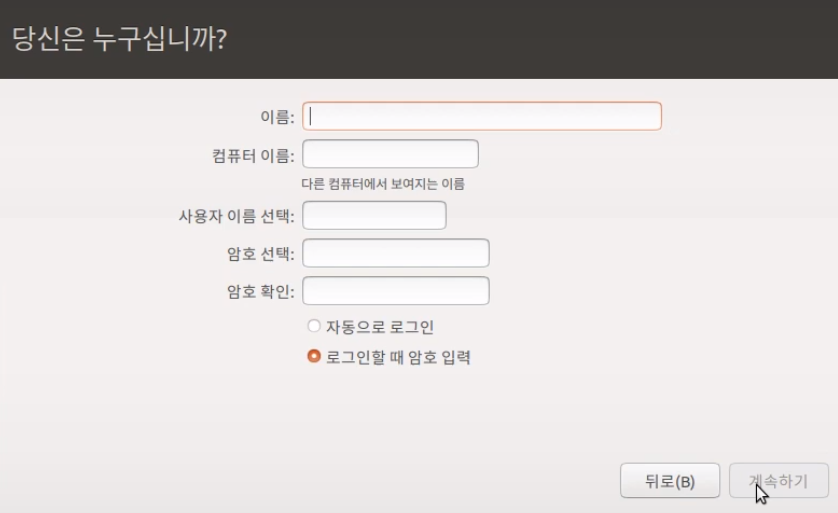 당신은 누구십니까?
이름:
컴퓨터 이름:
다른 컴퓨터에서 보여지는 이름
사용자 이름 선택:
암호 선택:
암호 확인:
자동으로 로그인
로그인할 때 암호 입력
뒤로(B) 계속하기